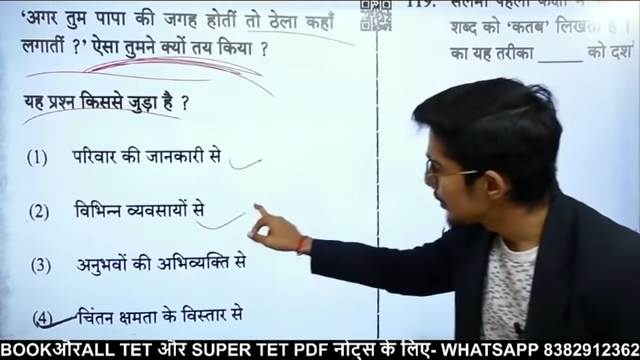 'अगर तुम पापा की जगह होतीं तो ठेला कहाँ
लगातीं ?' ऐसा तुमने क्यों तय किया ?
यह प्रश्न किससे जुड़ा है ?
(1) परिवार की जानकारी से
(2) विभिन्न व्यवसायों से
(3) अनुभवों की अभिव्यक्ति से
(4) चिंतन क्षमता के विस्तार से
119.
शब्द को 'कतब' लिखता है
का यह तरीका _____ को दर्श
BOOKऔरALL TET और SUPER TET PDF नोट्स के लिए- WHATSAPP 8382912362